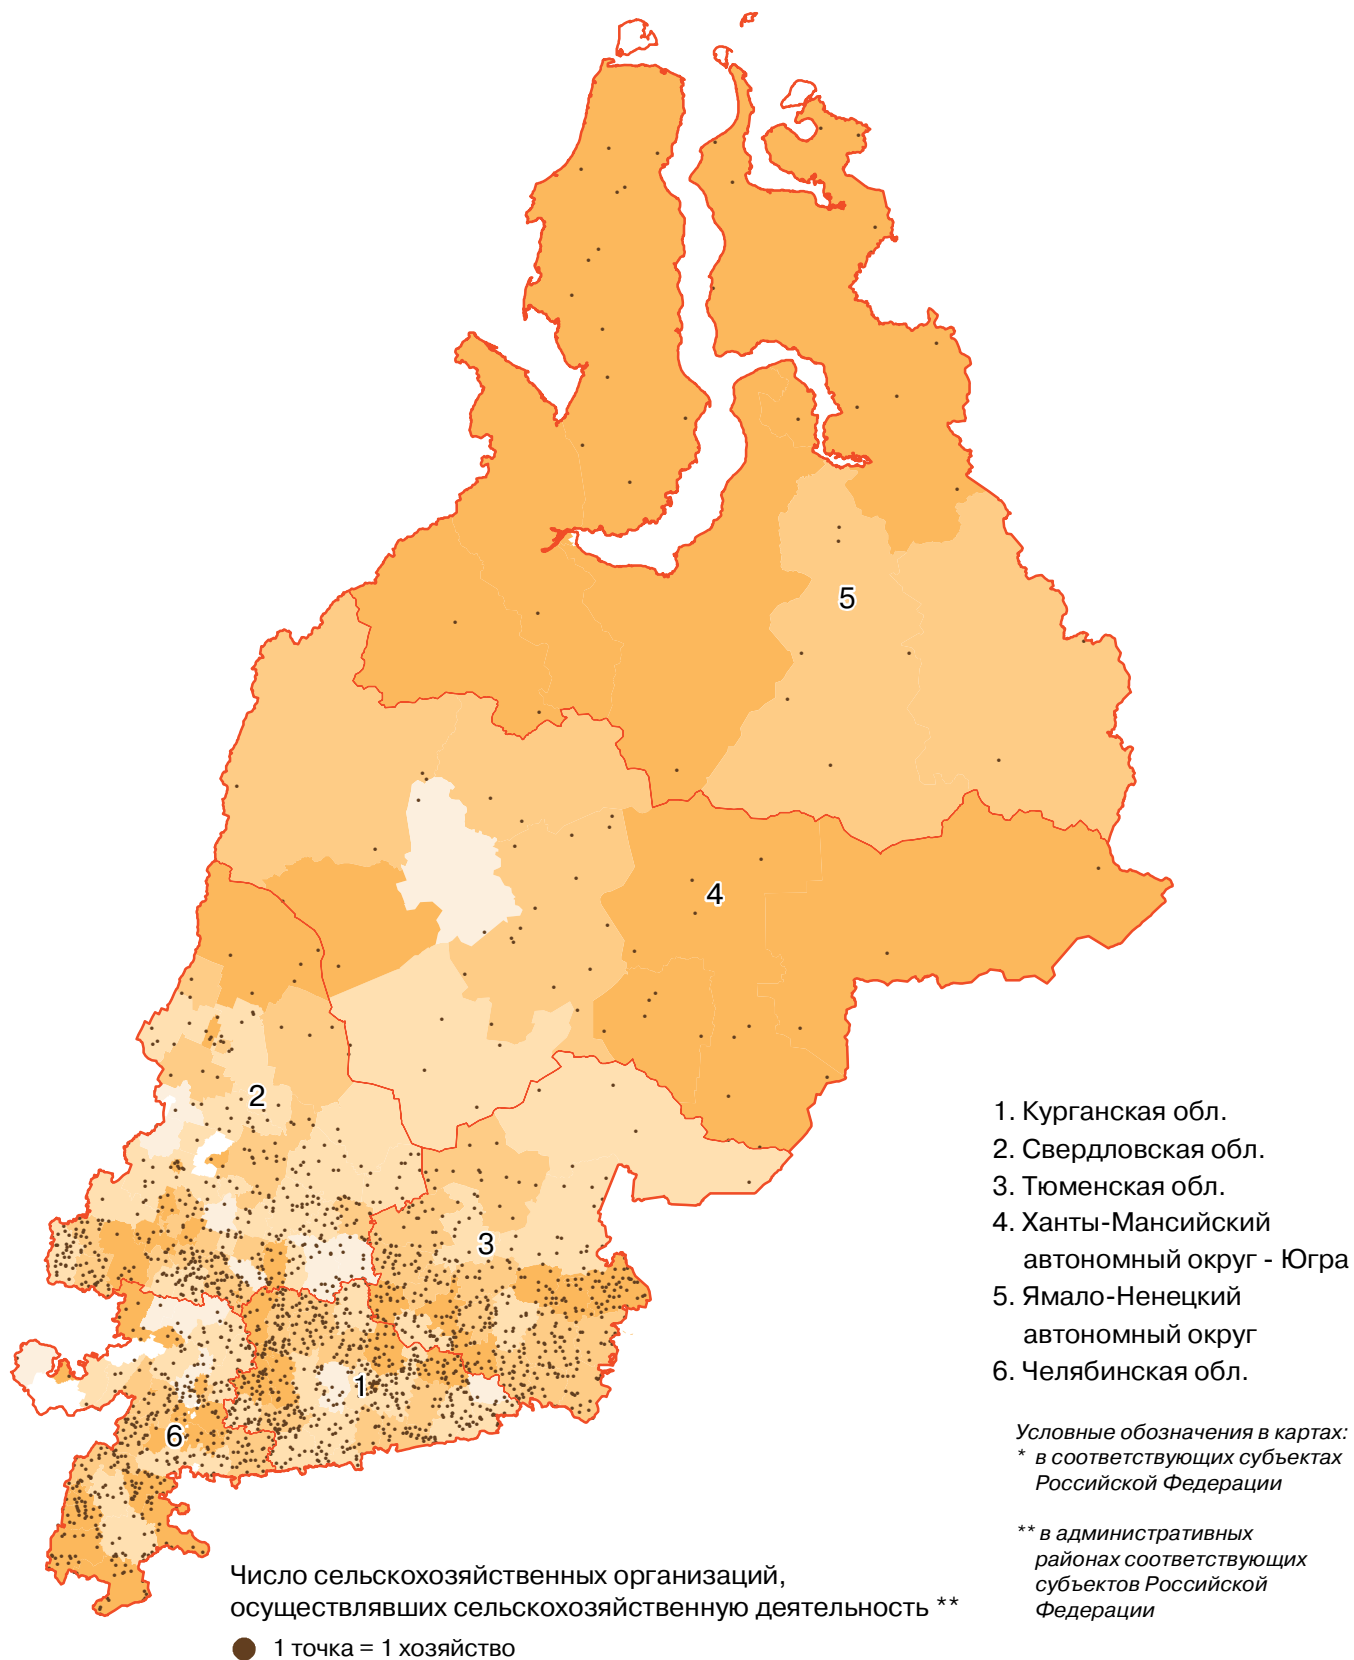 5
4
2
3
1
6
1. Курганская обл.
2. Свердловская обл.
3. Тюменская обл.
4. Ханты-Мансийский
автономный округ - Югра
5. Ямало-Ненецкий
автономный округ
6. Челябинская обл.
Условные обозначения в картах:
* в соответствующих субъектах
Российской Федерации
** в административных
районах соответствующих
субъектов Российской
Федерации
Число сельскохозяйственных организаций,
осуществлявших сельскохозяйственную деятельность **
1 точка = 1 хозяйство